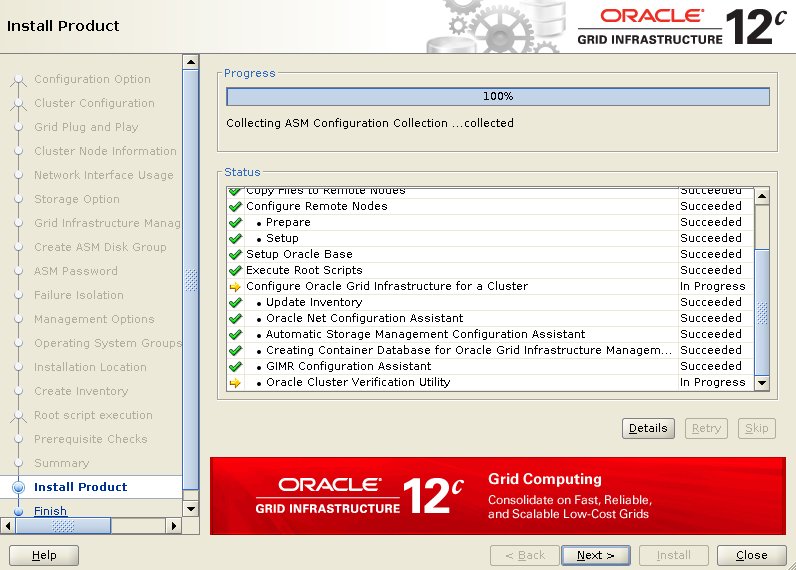 Install Product
ORACLE
GRID INFRASTRUCTURE 12c
Configuration Option
Cluster Configuration
Grid Plug and Play
Cluster Node Information
Network Interface Usage
Storage Option
Grid Infrastructure Manag
Create ASM Disk Group
ASM Password
Failure Isolation
Management Options
Operating System Groups
Installation Location
Create Inventory
Root script execution
Prerequisite Checks
Summary
Install Product
Finish
Progress
100%
Collecting ASM Configuration Collection ...collected
Status
Copy Files to Remote Nodes Succeeded
Configure Remote Nodes Succeeded
• Prepare Succeeded
• Setup Succeeded
Setup Oracle Base Succeeded
Execute Root Scripts Succeeded
Configure Oracle Grid Infrastructure for a Cluster In Progress
• Update Inventory Succeeded
• Oracle Net Configuration Assistant Succeeded
• Automatic Storage Management Configuration Assistant Succeeded
• Creating Container Database for Oracle Grid Infrastructure Managem... Succeeded
• GIMR Configuration Assistant Succeeded
• Oracle Cluster Verification Utility In Progress
Details Retry Skip
ORACLE
GRID INFRASTRUCTURE 12c
Grid Computing
Consolidate on Fast, Reliable,
and Scalable Low-Cost Grids
Help < Back Next > Install Close